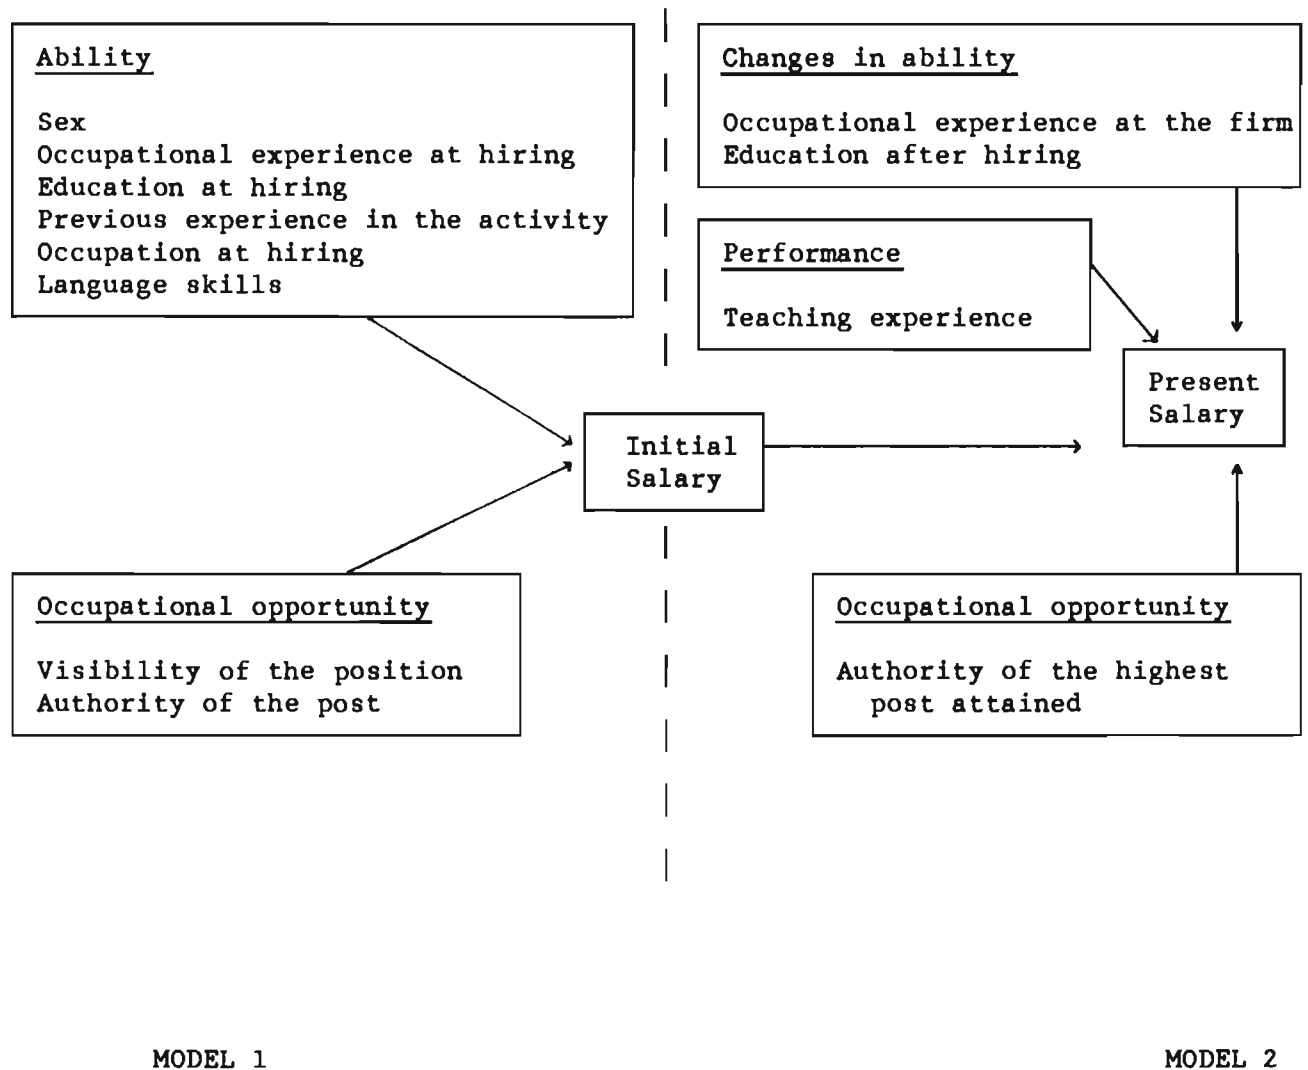 Ability
Sex
Occupational experience at hiring
Education at hiring
Previous experience in the activity
Occupation at hiring
Language skills
Changes in ability
Occupational experience at the firm
Education after hiring
Performance
Teaching experience
Present
Salary
Initial
Salary
Occupational opportunity
Visibility of the position
Authority of the post
Occupational opportunity
Authority of the highest
post attained
MODEL 1
MODEL 2